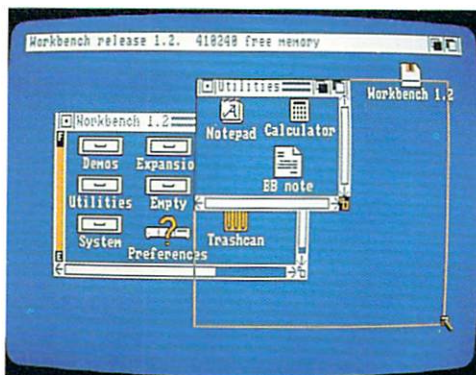 Workbench release 1.2. 410240 free memory
Workbench 1.2
Utilities
Notepad Calculator
BB note
Workbench 1.2
F
Demos Expansio
Utilities Empty
System Preferences Trashcan
E